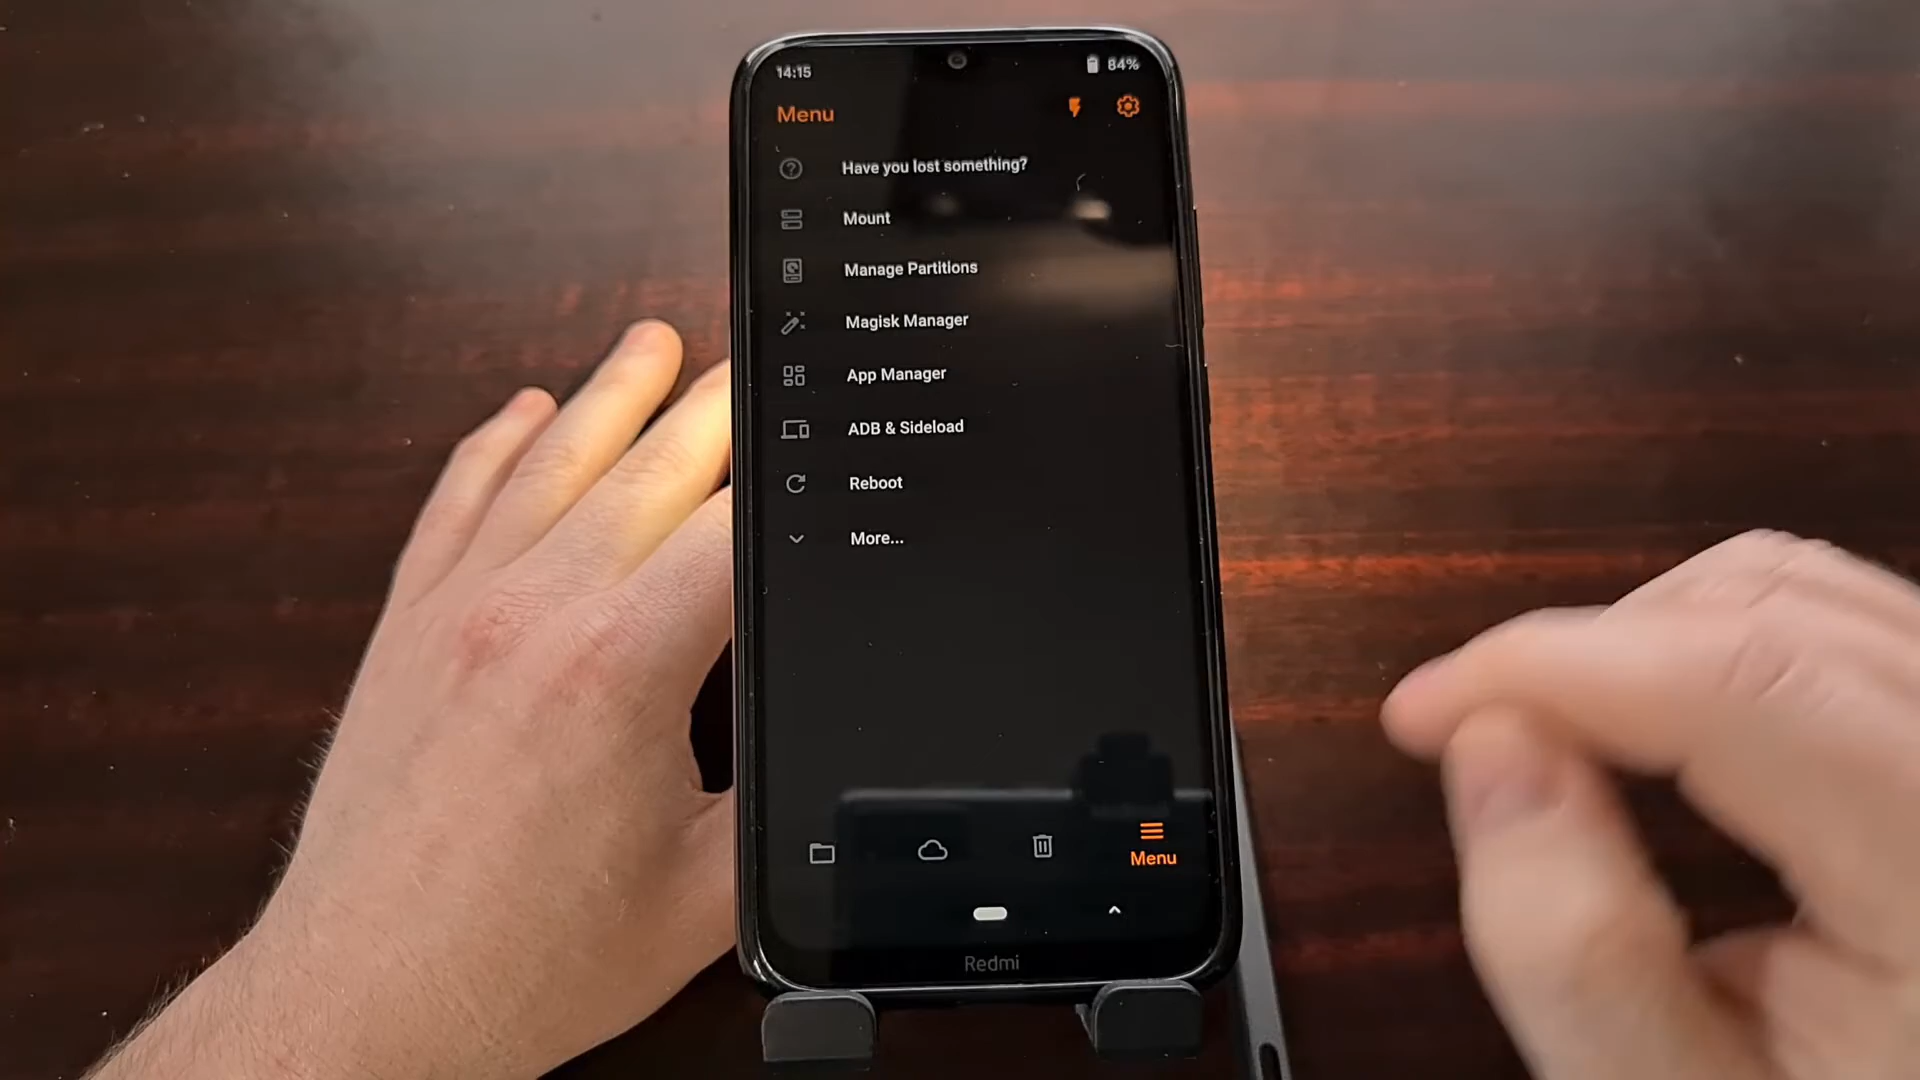 14:15
84%
Menu
Have you lost something?
Mount
Manage Partitions
Magisk Manager
App Manager
ADB & Sideload
Reboot
More...
Menu
Redmi